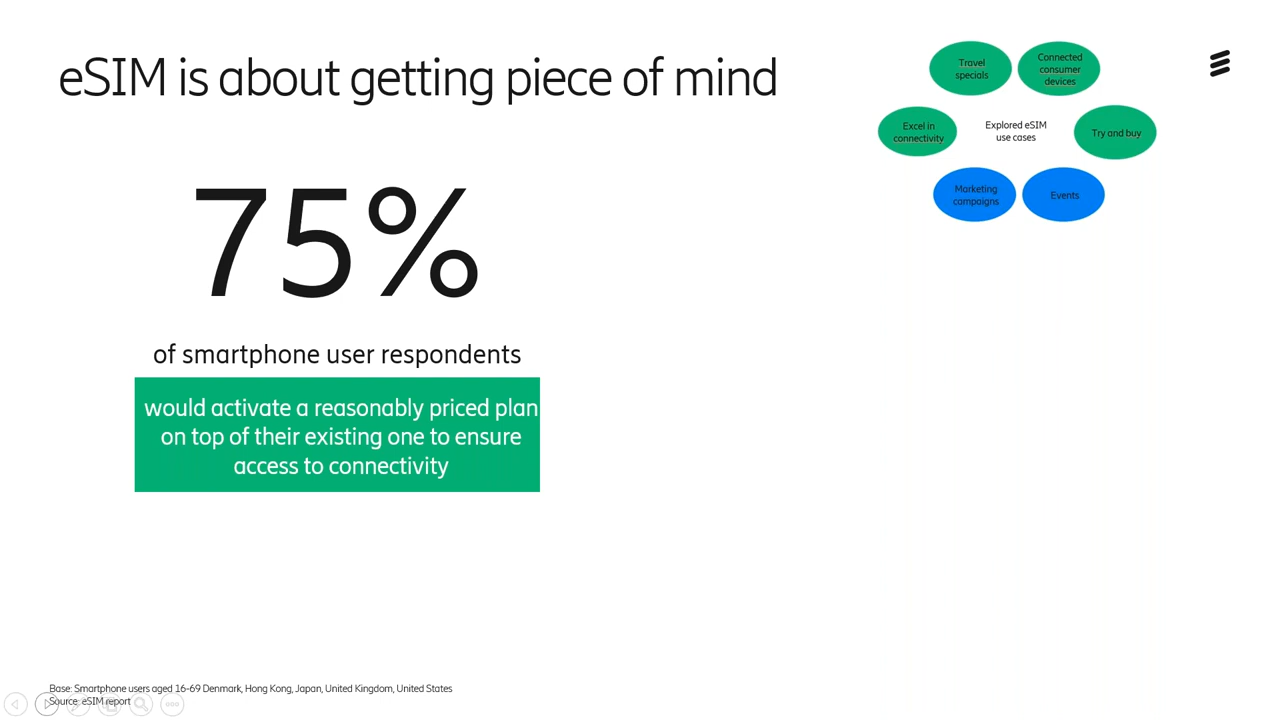 eSIM is about getting piece of mind
75%
of smartphone user respondents
would activate a reasonably priced plan
on top of their existing one to ensure
access to connectivity
Travel
specials
Connected
consumer
devices
Excel in
connectivity
Explored eSIM
use cases
Try and buy
Marketing
campaigns
Events
Base: Smartphone users aged 16-69 Denmark, Hong Kong, Japan, United Kingdom, United States
Source: eSIM report